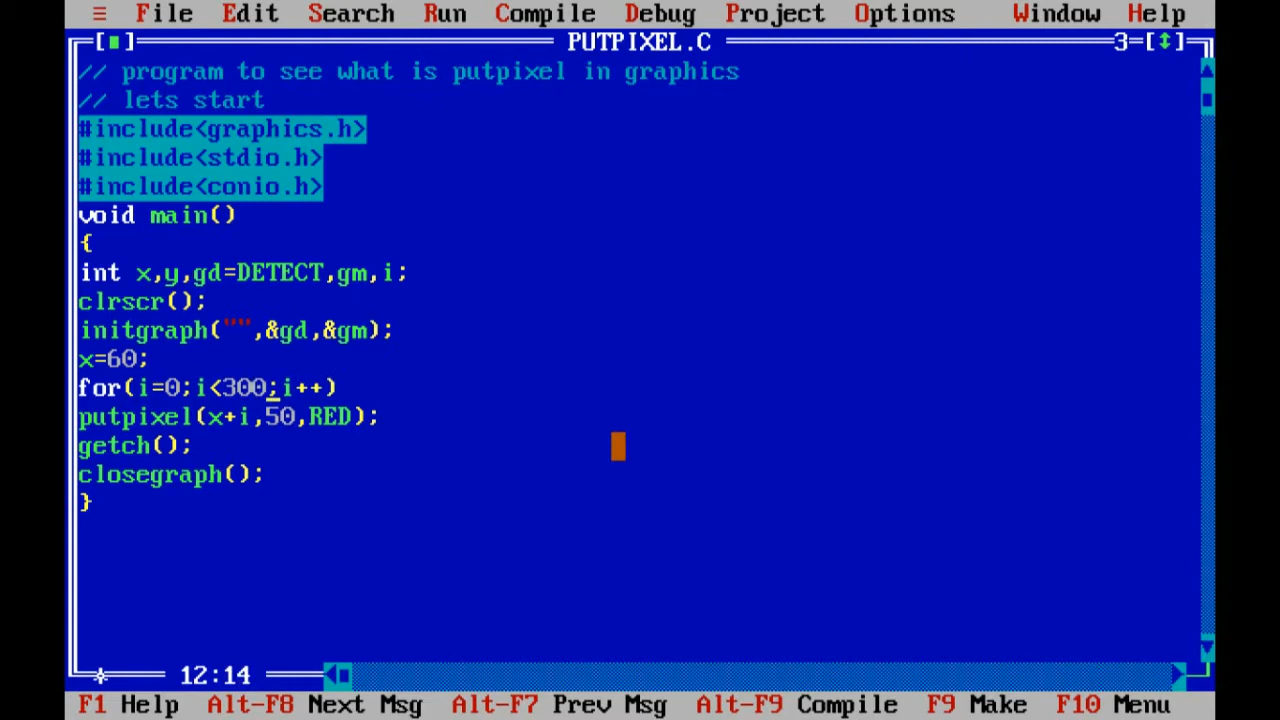 ≡ File Edit Search Run Compile Debug Project Options Window Help
[■] PUTPIXEL.C 3=[↕]
// program to see what is putpixel in graphics
// lets start
#include<graphics.h>
#include<stdio.h>
#include<conio.h>
void main()
{
int x,y,gd=DETECT,gm,i;
clrscr();
initgraph("",&gd,&gm);
x=60;
for(i=0;i<300;i++)
putpixel(x+i,50,RED);
getch();
closegraph();
}
12:14
F1 Help Alt-F8 Next Msg Alt-F7 Prev Msg Alt-F9 Compile F9 Make F10 Menu